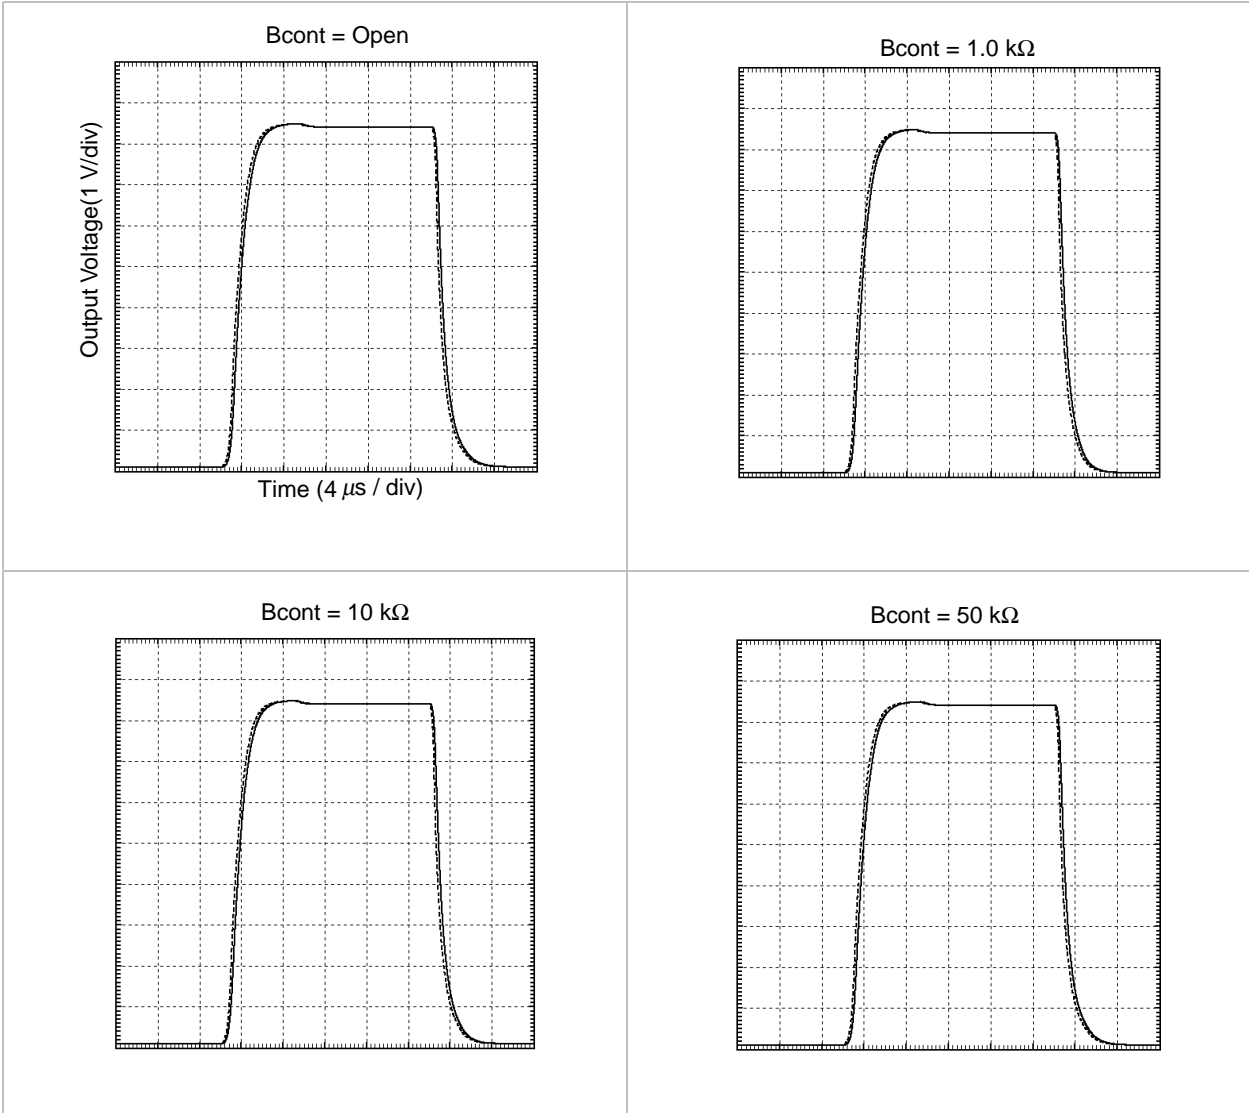 Bcont = Open
Output Voltage(1 V/div)
Time (4 μs / div)
Bcont = 1.0 kΩ
Bcont = 10 kΩ
Bcont = 50 kΩ